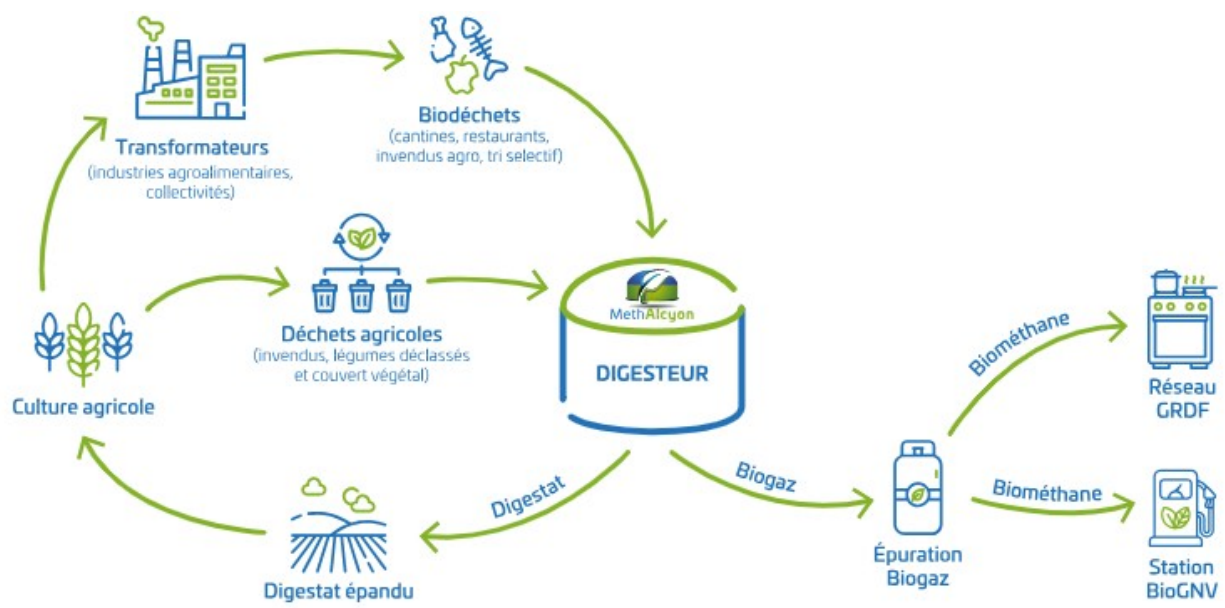 Transformateurs
(industries agroalimentaires,
collectivités)
Biodéchets
(cantines, restaurants,
invendus agro, tri selectif)
Déchets agricoles
(invendus, légumes déclassés
et couvert végétal)
Culture agricole
MethAlcyon
DIGESTEUR
Digestat
Digestat épandu
Biogaz
Épuration
Biogaz
Biométhane
Réseau
GRDF
Biométhane
Station
BioGNV